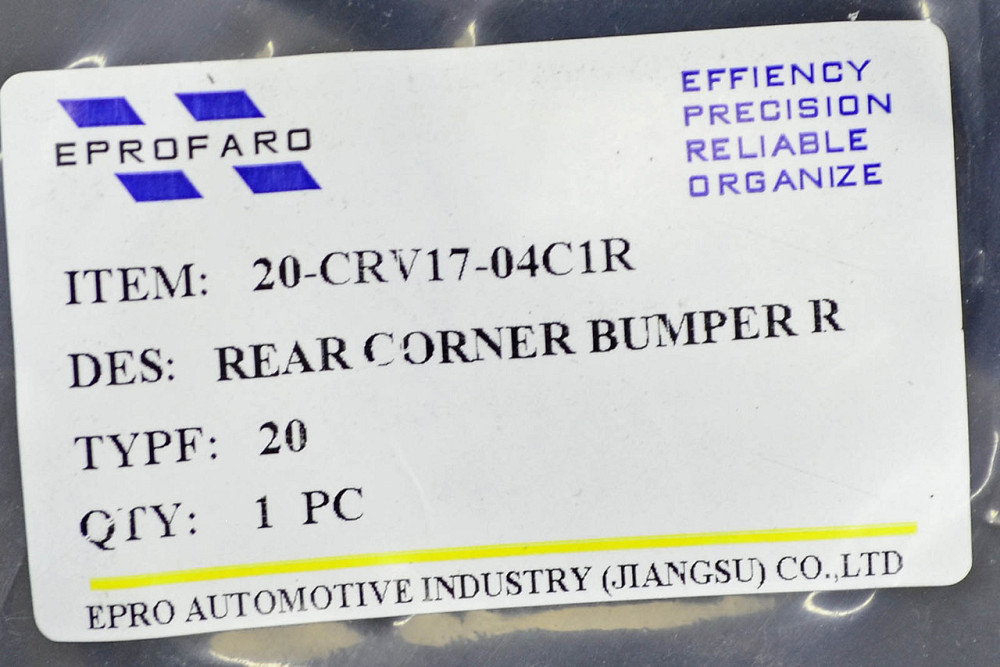 EPROFARO
EFFIENCY
PRECISION
RELIABLE
ORGANIZE
ITEM: 20-CRV17-04C1R
DES: REAR CORNER BUMPER R
TYPF: 20
QTY: 1 PC
EPRO AUTOMOTIVE INDUSTRY (JIANGSU) CO.,LTD